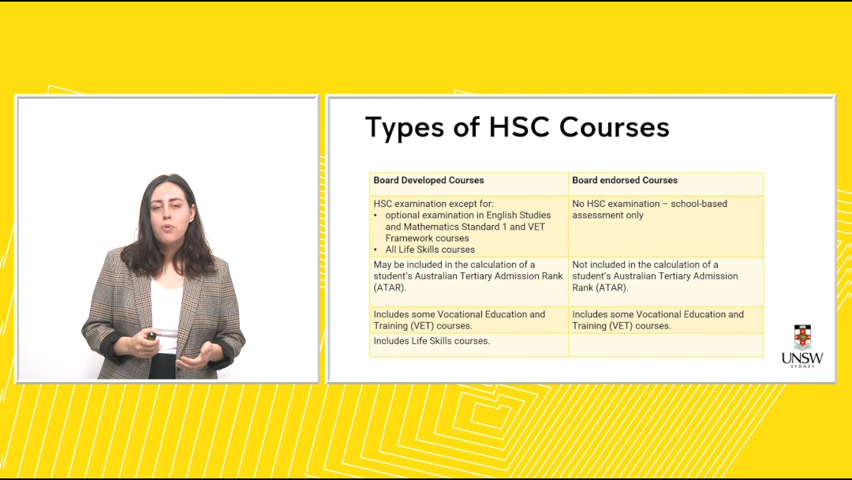 Types of HSC Courses
Board Developed Courses
Board endorsed Courses
HSC examination except for:
• optional examination in English Studies
and Mathematics Standard 1 and VET
Framework courses
• All Life Skills courses
No HSC examination – school-based
assessment only
May be included in the calculation of a
student's Australian Tertiary Admission Rank
(ATAR).
Not included in the calculation of a
student's Australian Tertiary Admission
Rank (ATAR).
Includes some Vocational Education and
Training (VET) courses.
Includes some Vocational Education and
Training (VET) courses.
Includes Life Skills courses.
UNSW
SYDNEY